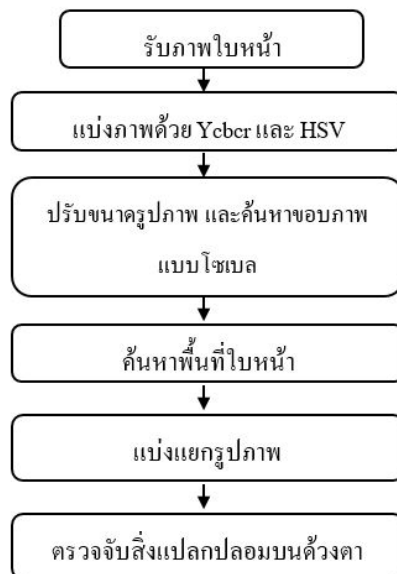 รับภาพใบหน้า
แบ่งภาพด้วย Ycbcr และ HSV
ปรับขนาดรูปภาพ และค้นหาขอบภาพ
แบบโซเบล
ค้นหาพื้นที่ใบหน้า
แบ่งแยกรูปภาพ
ตรวจจับสิ่งแปลกปลอมบนด้วงตา